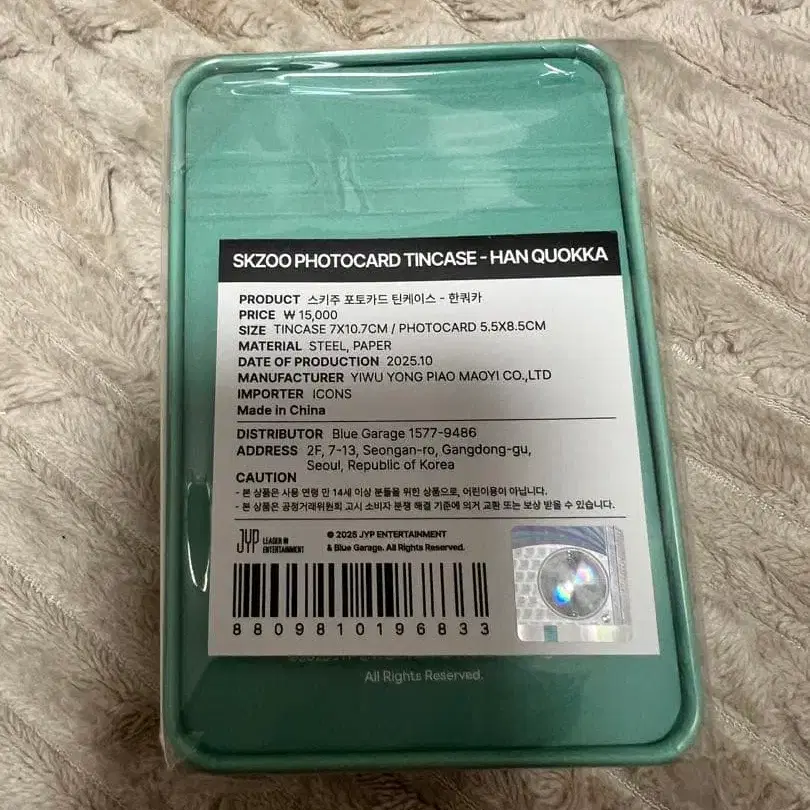 SKZOO PHOTOCARD TINCASE - HAN QUOKKA
PRODUCT 스키주 포토카드 틴케이스 - 한쿼카
PRICE ₩ 15,000
SIZE TINCASE 7X10.7CM / PHOTOCARD 5.5X8.5CM
MATERIAL STEEL, PAPER
DATE OF PRODUCTION 2025.10
MANUFACTURER YIWU YONG PIAO MAOYI CO.,LTD
IMPORTER ICONS
Made in China
DISTRIBUTOR Blue Garage 1577-9486
ADDRESS 2F, 7-13, Seongan-ro, Gangdong-gu,
Seoul, Republic of Korea
CAUTION
- 본 상품은 사용 연령 만 14세 이상 분들을 위한 상품으로, 어린이용이 아닙니다.
- 본 상품은 공정거래위원회 고시 소비자 분쟁 해결 기준에 의거 교환 또는 보상 받을 수 있습니다.
JYP LEADER IN
ENTERTAINMENT
© 2025 JYP ENTERTAINMENT
& Blue Garage. All Rights Reserved.
8809810196833
All Rights Reserved.